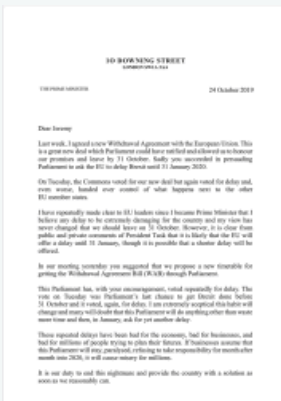 10 DOWNING STREET
LONDON SW1A 2AA
THE PRIME MINISTER
24 October 2019
Dear Jeremy
Last week, I agreed a new Withdrawal Agreement with the European Union. This
is a great new deal which Parliament could have ratified and allowed us to honour
our promises and leave by 31 October. Sadly you succeeded in persuading
Parliament to ask the EU to delay Brexit until 31 January 2020.
On Tuesday, the Commons voted for our new deal but again voted for delay and,
even worse, handed over control of what happens next to the other
EU member states.
I have repeatedly made clear to EU leaders since I became Prime Minister that I
believe any delay to be extremely damaging for the country and my view has
never changed that we should leave on 31 October. However, it is clear from
public and private comments of President Tusk that it is likely that the EU will
offer a delay until 31 January, though it is possible that a shorter delay will be
offered.
In our meeting yesterday you suggested that we propose a new timetable for
getting the Withdrawal Agreement Bill (WAB) through Parliament.
This Parliament has, with your encouragement, voted repeatedly for delay. The
vote on Tuesday was Parliament's last chance to get Brexit done before
31 October and it voted, again, for delay. I am extremely sceptical this habit will
change and many will doubt that this Parliament will do anything other than waste
more time and then, in January, ask for yet another delay.
These repeated delays have been bad for the economy, bad for businesses, and
bad for millions of people trying to plan their futures. If businesses assume that
this Parliament will stay, paralysed, refusing to take responsibility for month after
month into 2020, it will cause misery for millions.
It is our duty to end this nightmare and provide the country with a solution as
soon as we reasonably can.